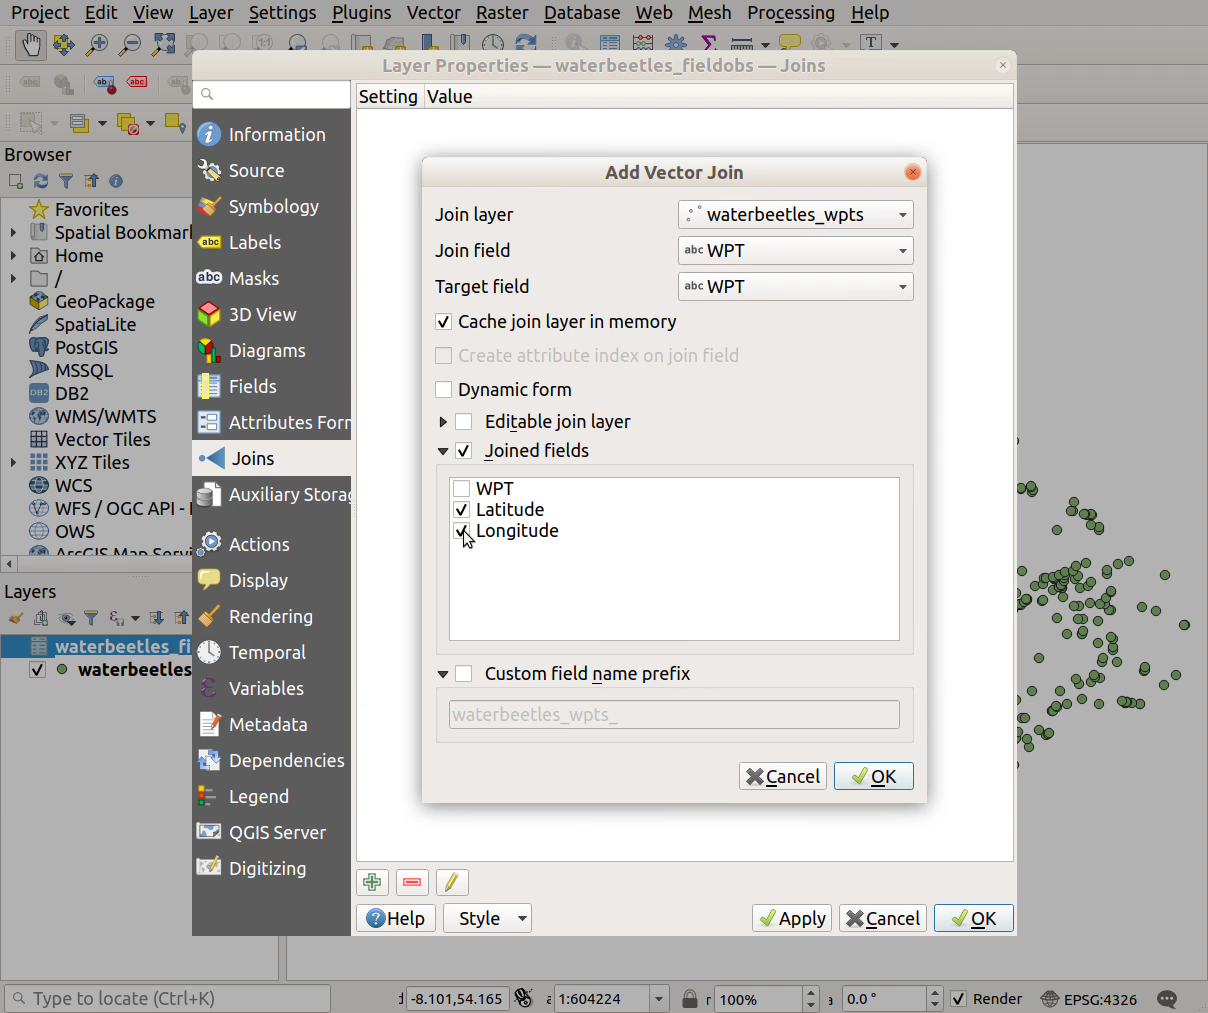 Project Edit View Layer Settings Plugins Vector Raster Database Web Mesh Processing Help
Layer Properties — waterbeetles_fieldobs — Joins
Setting Value
Browser
Favorites
Spatial Bookmar
Home
/
GeoPackage
SpatiaLite
PostGIS
MSSQL
DB2
WMS/WMTS
Vector Tiles
XYZ Tiles
WCS
WFS / OGC API -
OWS
ArcGIS Map Servi
Layers
waterbeetles_fi
waterbeetles
Information
Source
Symbology
abc Labels
abc Masks
3D View
Diagrams
Fields
Attributes Form
Joins
Auxiliary Storag
Actions
Display
Rendering
Temporal
Variables
Metadata
Dependencies
Legend
QGIS Server
Digitizing
Add Vector Join
Join layer waterbeetles_wpts
Join field abc WPT
Target field abc WPT
Cache join layer in memory
Create attribute index on join field
Dynamic form
Editable join layer
Joined fields
WPT
Latitude
Longitude
Custom field name prefix
waterbeetles_wpts_
Cancel OK
Help Style Apply Cancel OK
Type to locate (Ctrl+K) -8.101,54.165 1:604224 100% 0.0 ° Render EPSG:4326